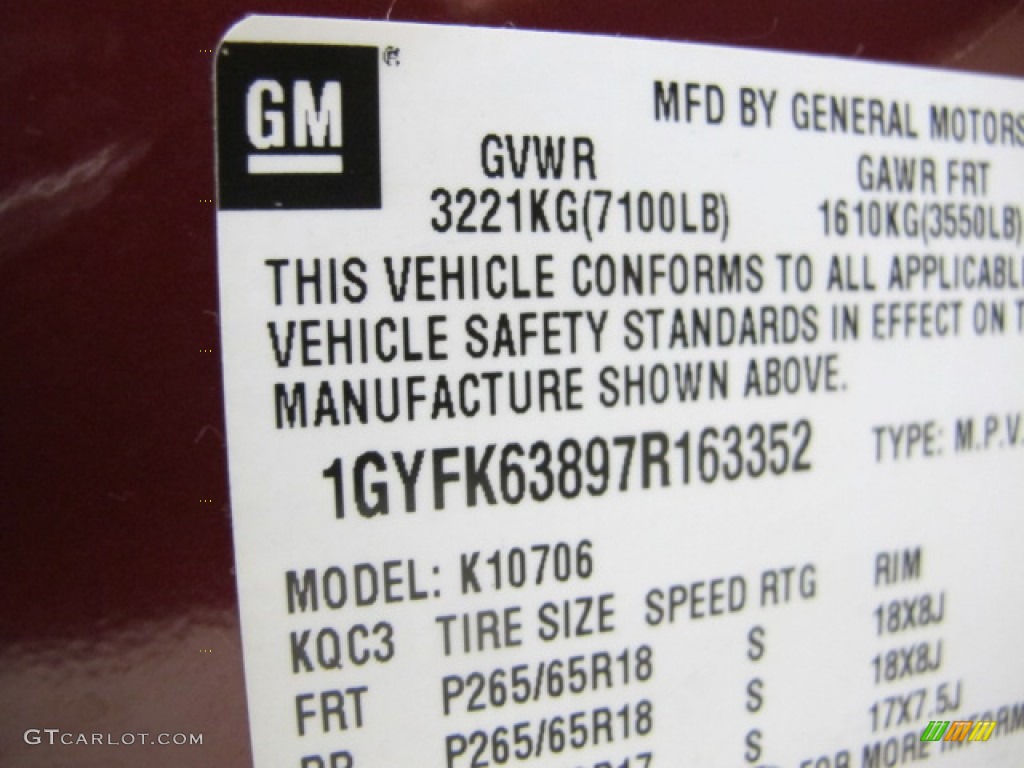 GM
MFD BY GENERAL MOTORS
GVWR GAWR FRT
3221KG(7100LB) 1610KG(3550LB)
THIS VEHICLE CONFORMS TO ALL
VEHICLE SAFETY STANDARDS IN EFFECT ON
MANUFACTURE SHOWN ABOVE.
1GYFK63897R163352 TYPE: M.P.V.
MODEL: K10706
KQC3 TIRE SIZE SPEED RTG RIM
FRT P265/65R18 S 18X8J
P265/65R18 S 18X8J
S 17X7.5J
FOR MORE
GTCARLOT.COM